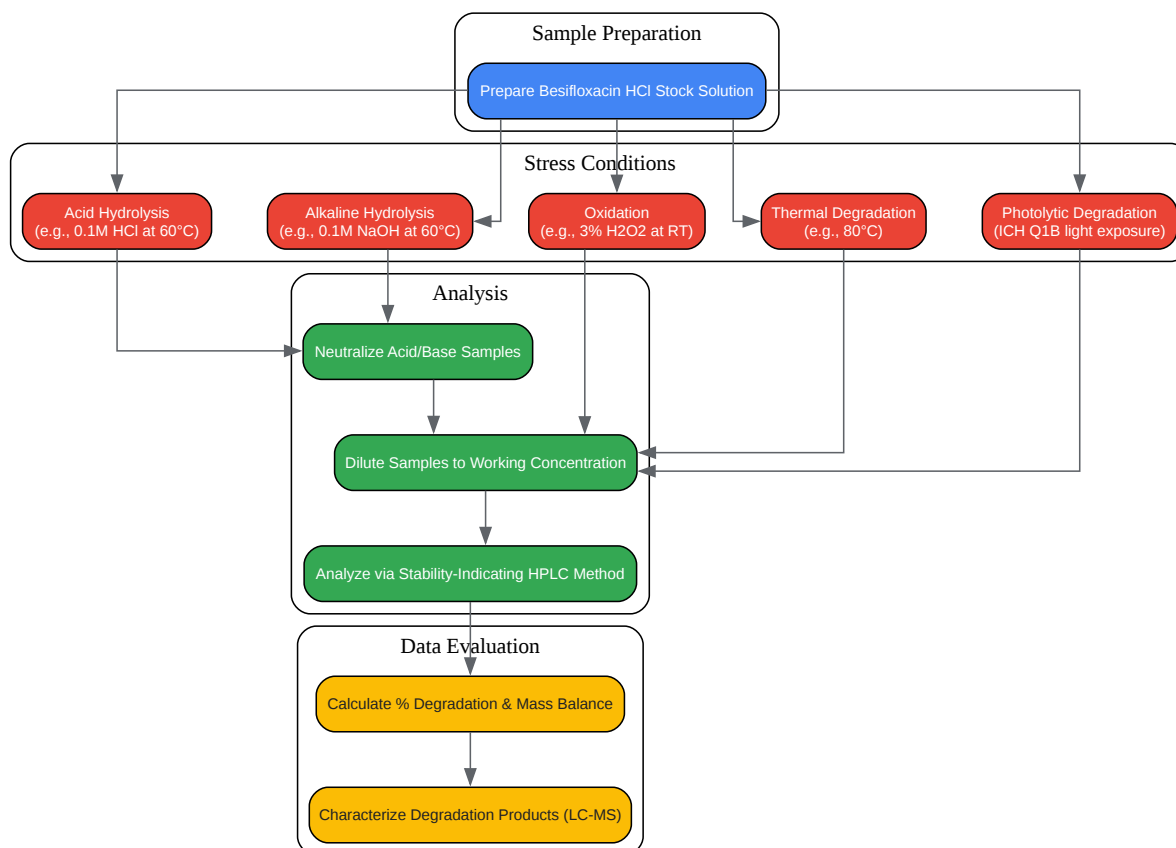 Sample Preparation
Prepare Besifloxacin HCl Stock Solution
Stress Conditions
Acid Hydrolysis
(e.g., 0.1M HCl at 60°C)
Alkaline Hydrolysis
(e.g., 0.1M NaOH at 60°C)
Oxidation
(e.g., 3% H2O2 at RT)
Thermal Degradation
(e.g., 80°C)
Photolytic Degradation
(ICH Q1B light exposure)
Analysis
Neutralize Acid/Base Samples
Dilute Samples to Working Concentration
Analyze via Stability-Indicating HPLC Method
Data Evaluation
Calculate % Degradation & Mass Balance
Characterize Degradation Products (LC-MS)